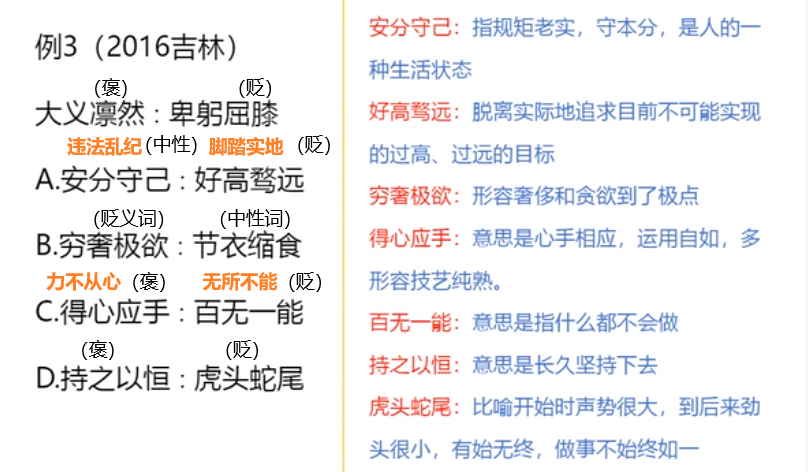 例3（2016吉林）
(褒) (贬)
大义凛然：卑躬屈膝
违法乱纪(中性) 脚踏实地 (贬)
A.安分守己：好高骛远
(贬义词) (中性词)
B.穷奢极欲：节衣缩食
力不从心 (褒) 无所不能 (贬)
C.得心应手：百无一能
(褒) (贬)
D.持之以恒：虎头蛇尾
安分守己：指规矩老实，守本分，是人的一
种生活状态
好高骛远：脱离实际地追求目前不可能实现
的过高、过远的目标
穷奢极欲：形容奢侈和贪欲到了极点
得心应手：意思是心手相应，运用自如，多
形容技艺纯熟。
百无一能：意思是指什么都不会做
持之以恒：意思是长久坚持下去
虎头蛇尾：比喻开始时声势很大，到后来劲
头很小，有始无终，做事不始终如一